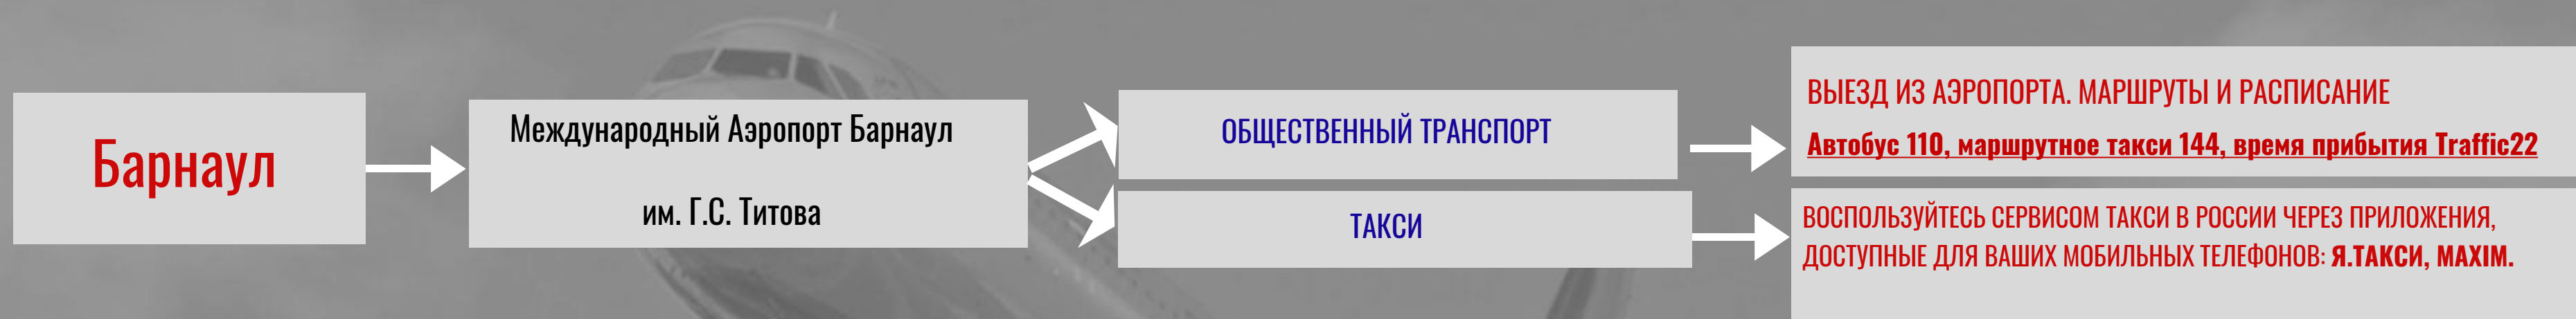 Барнаул
Международный Аэропорт Барнаул
им. Г.С. Титова
ОБЩЕСТВЕННЫЙ ТРАНСПОРТ
ТАКСИ
ВЫЕЗД ИЗ АЭРОПОРТА. МАРШРУТЫ И РАСПИСАНИЕ
Автобус 110, маршрутное такси 144, время прибытия Traffic22
ВОСПОЛЬЗУЙТЕСЬ СЕРВИСОМ ТАКСИ В РОССИИ ЧЕРЕЗ ПРИЛОЖЕНИЯ,
ДОСТУПНЫЕ ДЛЯ ВАШИХ МОБИЛЬНЫХ ТЕЛЕФОНОВ: Я.ТАКСИ, MAXIM.